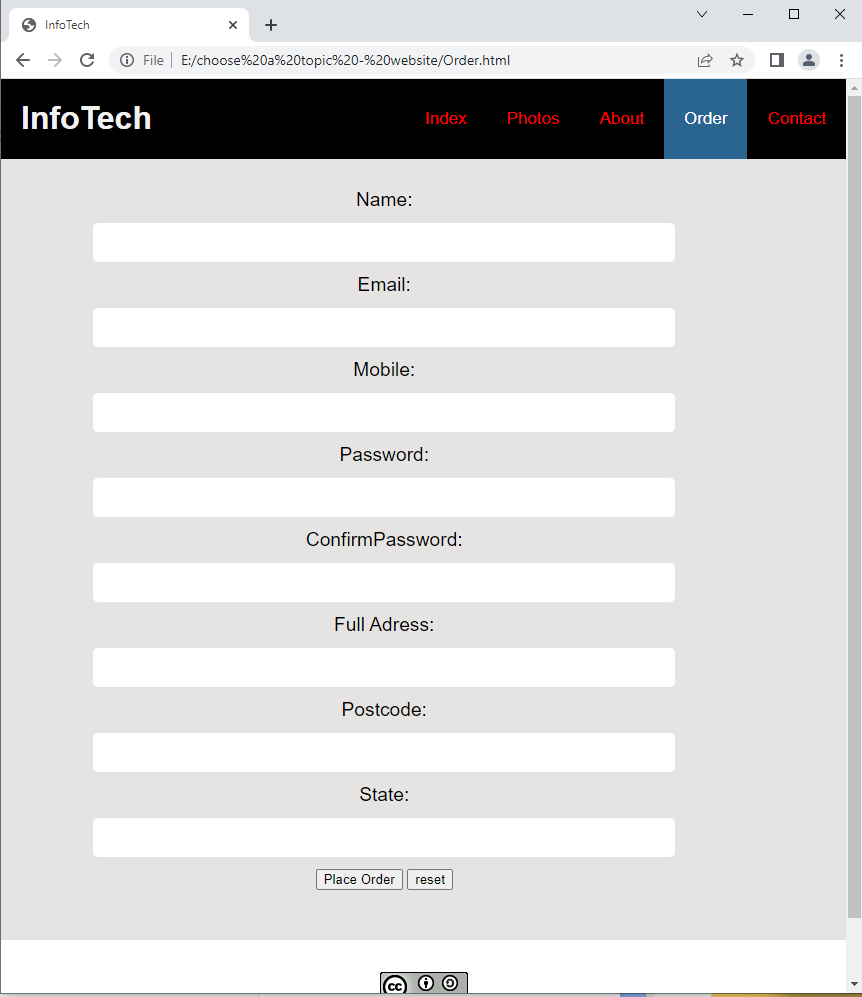 InfoTech
File E:/choose%20a%20topic%20-%20website/Order.html
InfoTech Index Photos About Order Contact
Name:
Email:
Mobile:
Password:
ConfirmPassword:
Full Adress:
Postcode:
State:
Place Order reset
cc